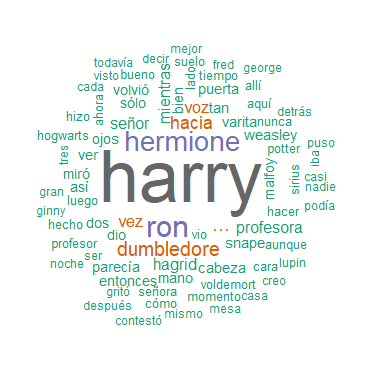 mejor
todavía decir suelo fred george
visto bueno lado tiempo
cada volvió mientras bien puerta allí
ahora sólo voz tan aquí
hizo señor hacia varita nunca detrás
hogwarts ojos hermione weasley
tres ver potter puso
miró harry malfoy sirius iba casi
gran así nadie
ginny luego hacer podía
hecho dos vez ron ... profesora
profesor dio vio snape aunque
ser dumbledore
noche parecía hagrid cabeza cara lupin
entonces mano voldemort creo
gritó señora momento casa
después cómo mismo mesa
contestó